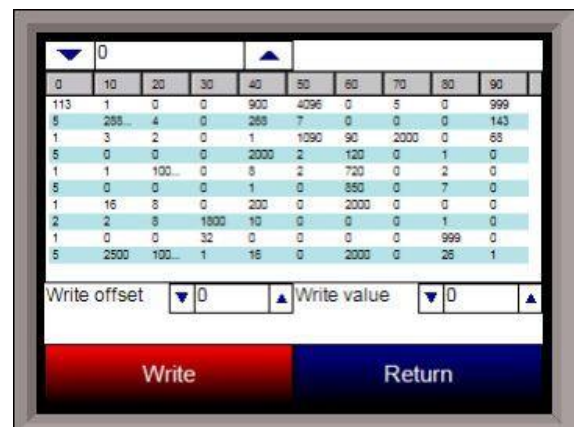 0
0 10 20 30 40 50 60 70 80 90
113 1 0 0 900 4096 0 5 0 999
5 288... 4 0 268 7 0 0 0 143
1 3 2 0 1 1090 90 2000 0 68
5 0 0 0 2000 2 120 0 1 0
1 1 100... 0 8 2 720 0 2 0
5 0 0 0 1 0 850 0 7 0
1 16 8 0 200 0 2000 0 0 0
2 2 8 1800 10 0 0 0 1 0
1 0 0 32 0 0 0 0 999 0
5 2500 100... 1 16 0 2000 0 26 1
Write offset 0 Write value 0
Write Return